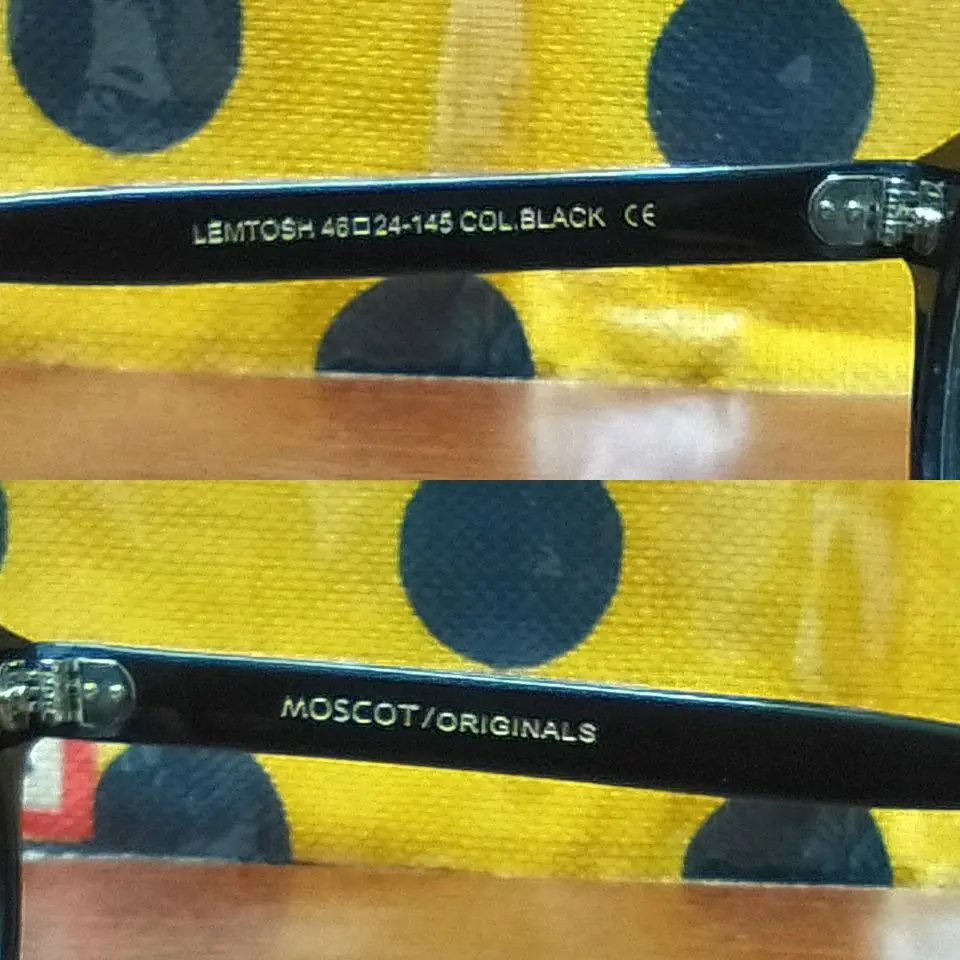 LEMTOSH 46□24-145 COL.BLACK CE
MOSCOT/ORIGINALS